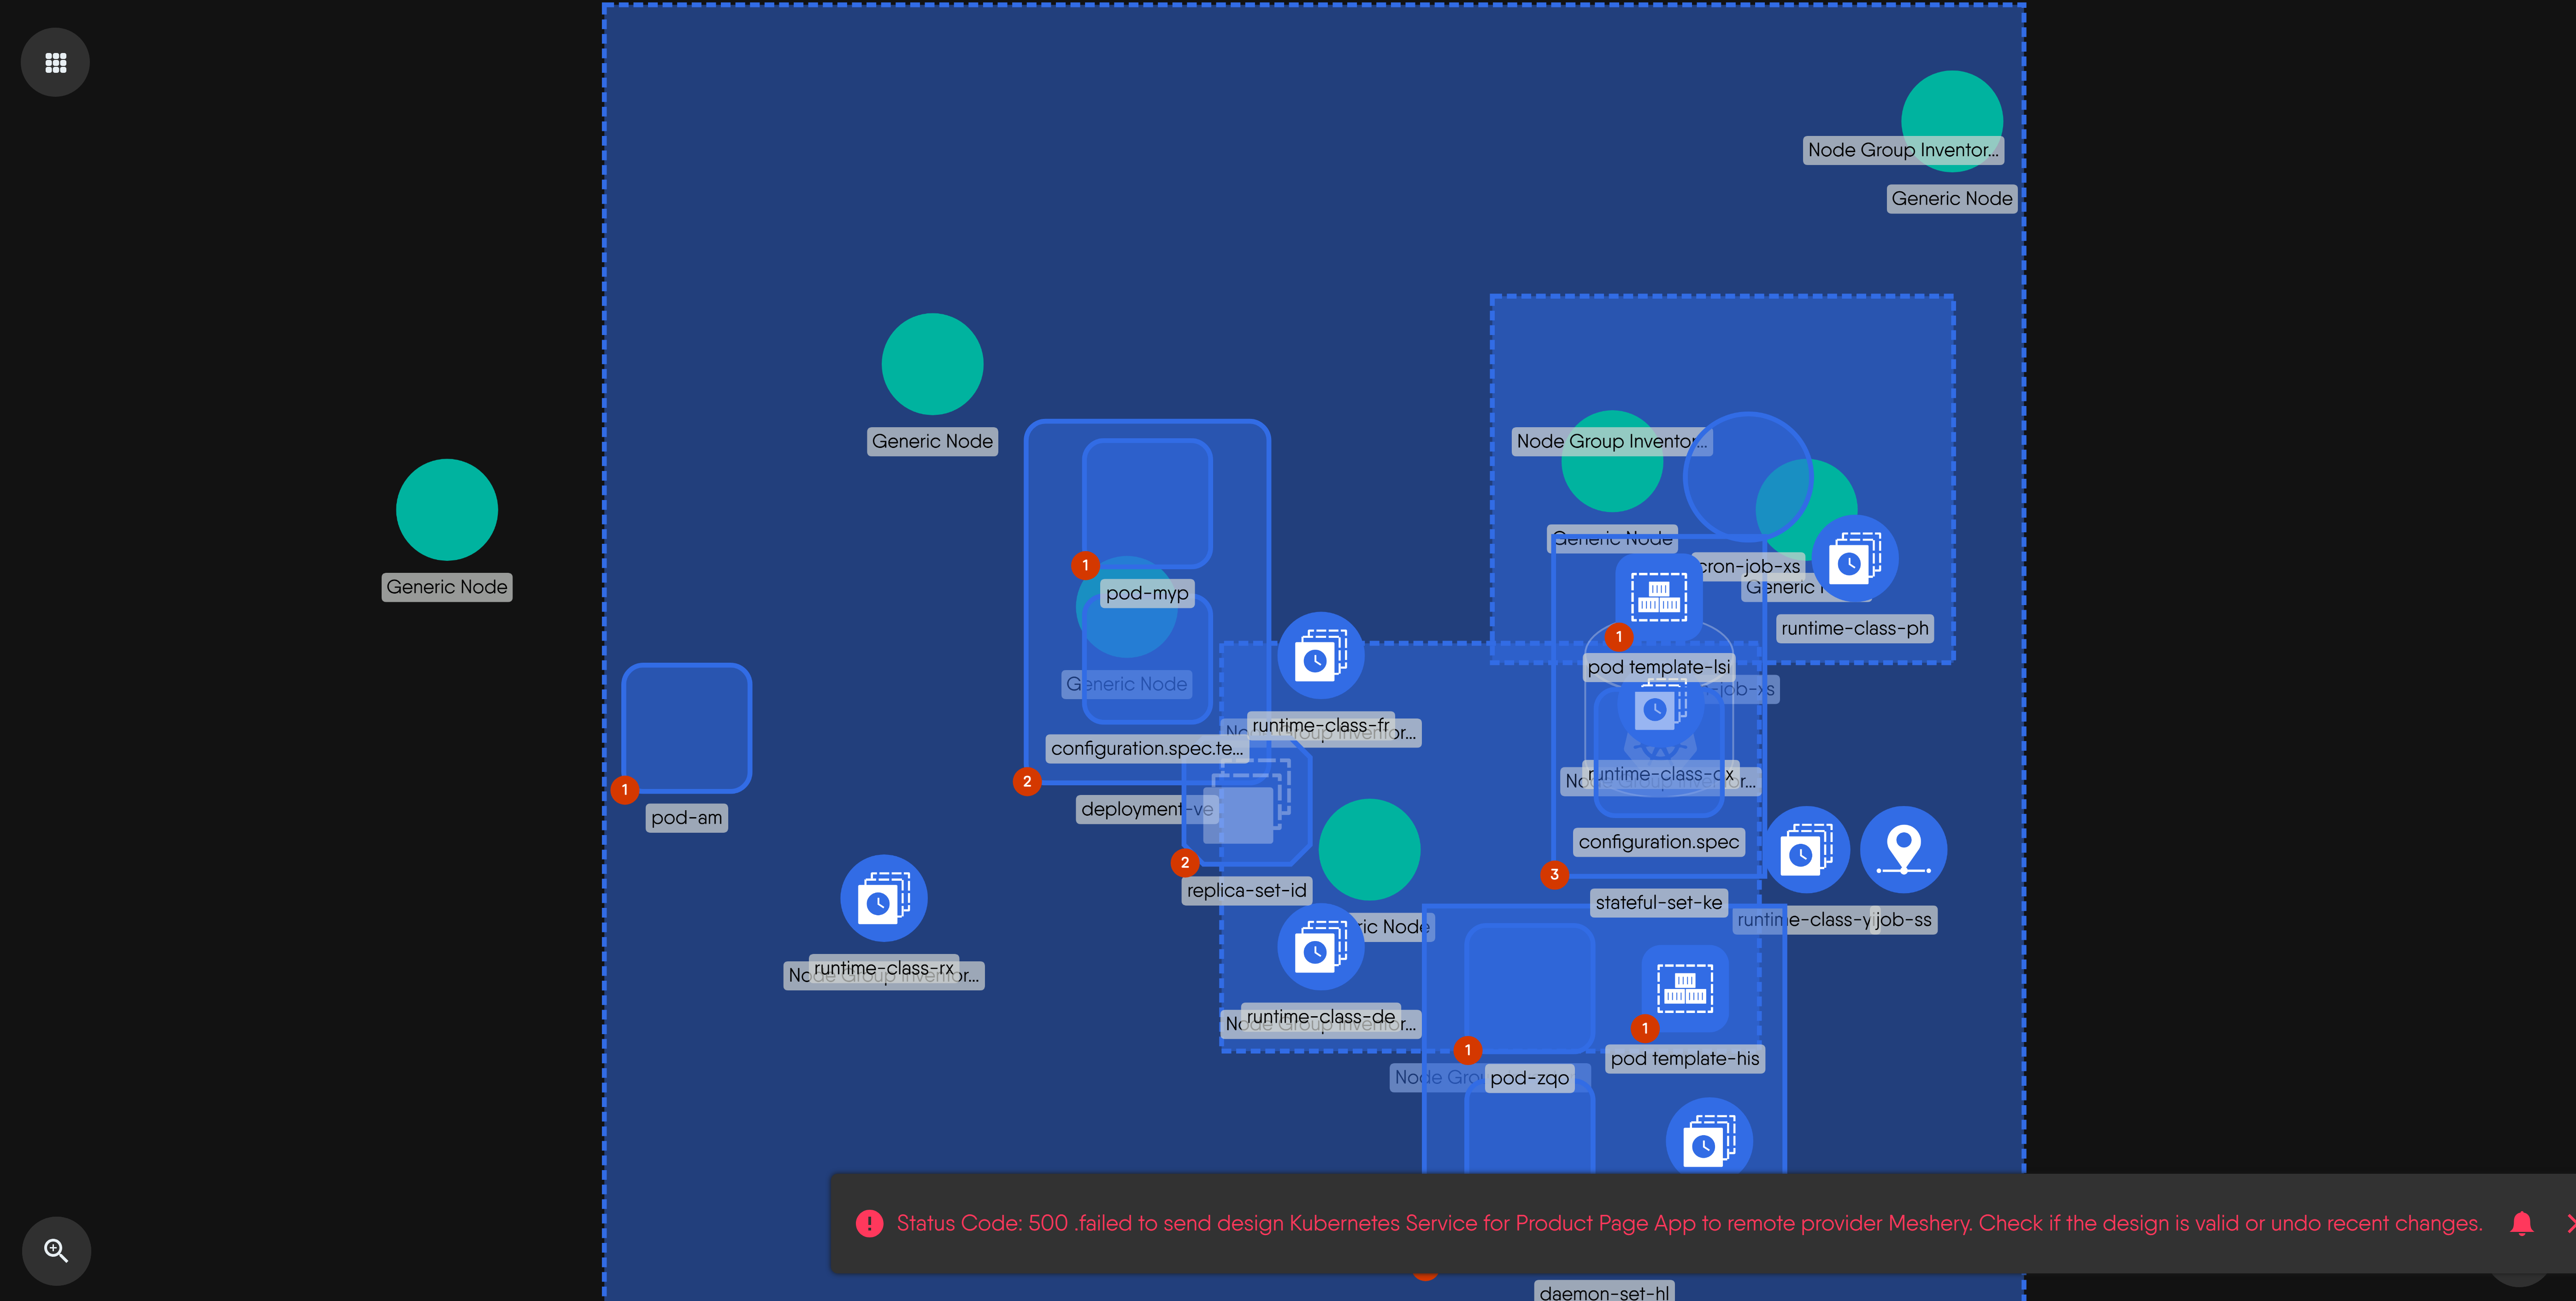 Node Group Inventor...
Generic Node
Generic Node
Node Group Inventor...
Generic Node
cron-job-xs
Generic Node
Generic
1
pod-myp
runtime-class-ph
1
pod template-lsi
Generic Node
-job-xs
runtime-class-fr
Node Group Inventor...
configuration.spec.te...
runtime-class-qx
2
1
deployment-ve
pod-am
configuration.spec
2
3
replica-set-id
stateful-set-ke
runtime-class-y
job-ss
Node
runtime-class-rx
Node Group Inventor...
runtime-class-de
Node Group Inventor...
1
1
pod template-his
Node
pod-zqo
Status Code: 500 .failed to send design Kubernetes Service for Product Page App to remote provider Meshery. Check if the design is valid or undo recent changes.
daemon-set-hl